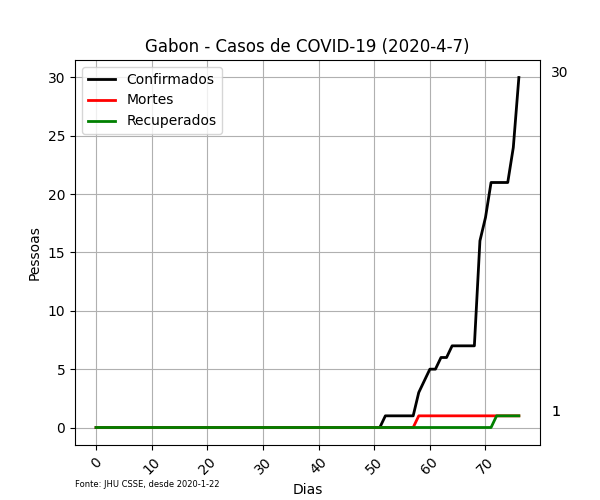 Gabon - Casos de COVID-19 (2020-4-7)
Confirmados
Mortes
Recuperados
30
25
20
15
10
5
0
Pessoas
30
1
0 10 20 30 40 50 60 70
Dias
Fonte: JHU CSSE, desde 2020-1-22